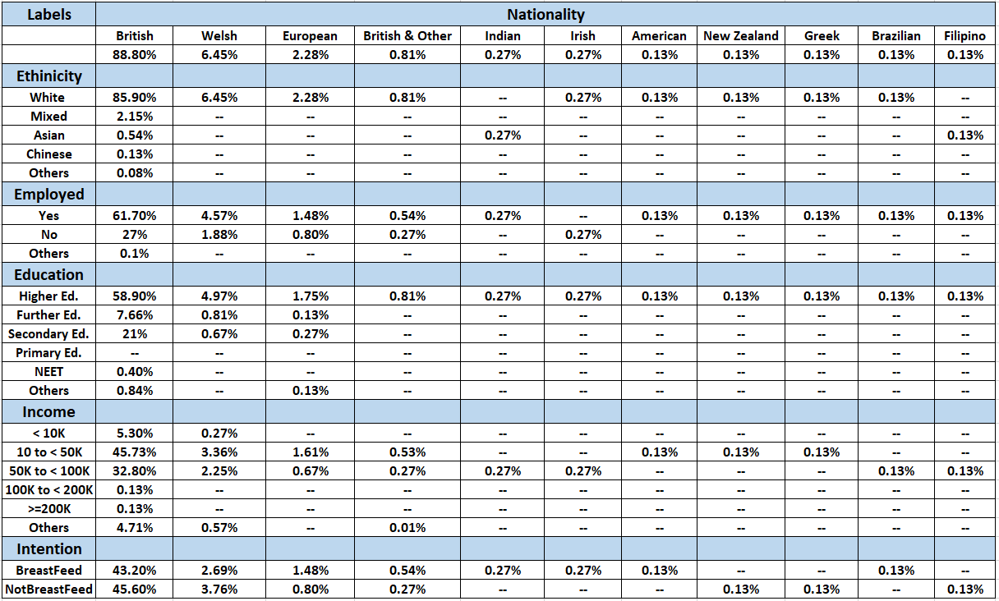 Labels Nationality
British Welsh European British & Other Indian Irish American New Zealand Greek Brazilian Filipino
88.80% 6.45% 2.28% 0.81% 0.27% 0.27% 0.13% 0.13% 0.13% 0.13% 0.13%
Ethinicity
White 85.90% 6.45% 2.28% 0.81% -- 0.27% 0.13% 0.13% 0.13% 0.13% --
Mixed 2.15% -- -- -- -- -- -- -- -- -- --
Asian 0.54% -- -- -- 0.27% -- -- -- -- -- 0.13%
Chinese 0.13% -- -- -- -- -- -- -- -- -- --
Others 0.08% -- -- -- -- -- -- -- -- -- --
Employed
Yes 61.70% 4.57% 1.48% 0.54% 0.27% -- 0.13% 0.13% 0.13% 0.13% 0.13%
No 27% 1.88% 0.80% 0.27% -- 0.27% -- -- -- -- --
Others 0.1% -- -- -- -- -- -- -- -- -- --
Education
Higher Ed. 58.90% 4.97% 1.75% 0.81% 0.27% 0.27% 0.13% 0.13% 0.13% 0.13% 0.13%
Further Ed. 7.66% 0.81% 0.13% -- -- -- -- -- -- -- --
Secondary Ed. 21% 0.67% 0.27% -- -- -- -- -- -- -- --
Primary Ed. -- -- -- -- -- -- -- -- -- -- --
NEET 0.40% -- -- -- -- -- -- -- -- -- --
Others 0.84% -- 0.13% -- -- -- -- -- -- -- --
Income
< 10K 5.30% 0.27% -- -- -- -- -- -- -- -- --
10 to < 50K 45.73% 3.36% 1.61% 0.53% -- -- 0.13% 0.13% 0.13% -- --
50K to < 100K 32.80% 2.25% 0.67% 0.27% 0.27% 0.27% -- -- -- 0.13% 0.13%
100K to < 200K 0.13% -- -- -- -- -- -- -- -- -- --
>=200K 0.13% -- -- -- -- -- -- -- -- -- --
Others 4.71% 0.57% -- 0.01% -- -- -- -- -- -- --
Intention
BreastFeed 43.20% 2.69% 1.48% 0.54% 0.27% 0.27% 0.13% -- -- 0.13% --
NotBreastFeed 45.60% 3.76% 0.80% 0.27% -- -- -- 0.13% 0.13% -- 0.13%